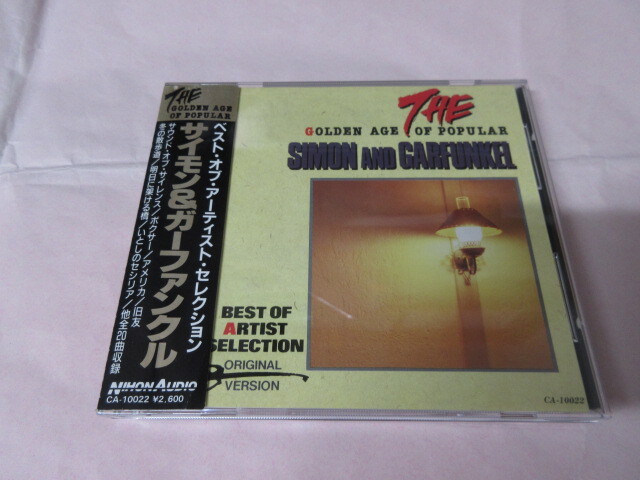 THE
GOLDEN AGE
OF POPULAR
ベスト・オブ・アーティスト・セレクション
サイモン&ガーファンクル
サウンド・オブ・サイレンス/ボクサー/アメリカ/旧友
冬の散歩道/明日に架ける橋/いとしのセシリア/他全20曲収録
NIHON AUDIO
CA-10022 ¥2,600
THE
GOLDEN AGE OF POPULAR
SIMON AND GARFUNKEL
BEST OF
ARTIST
SELECTION
ORIGINAL
VERSION
CA-10022